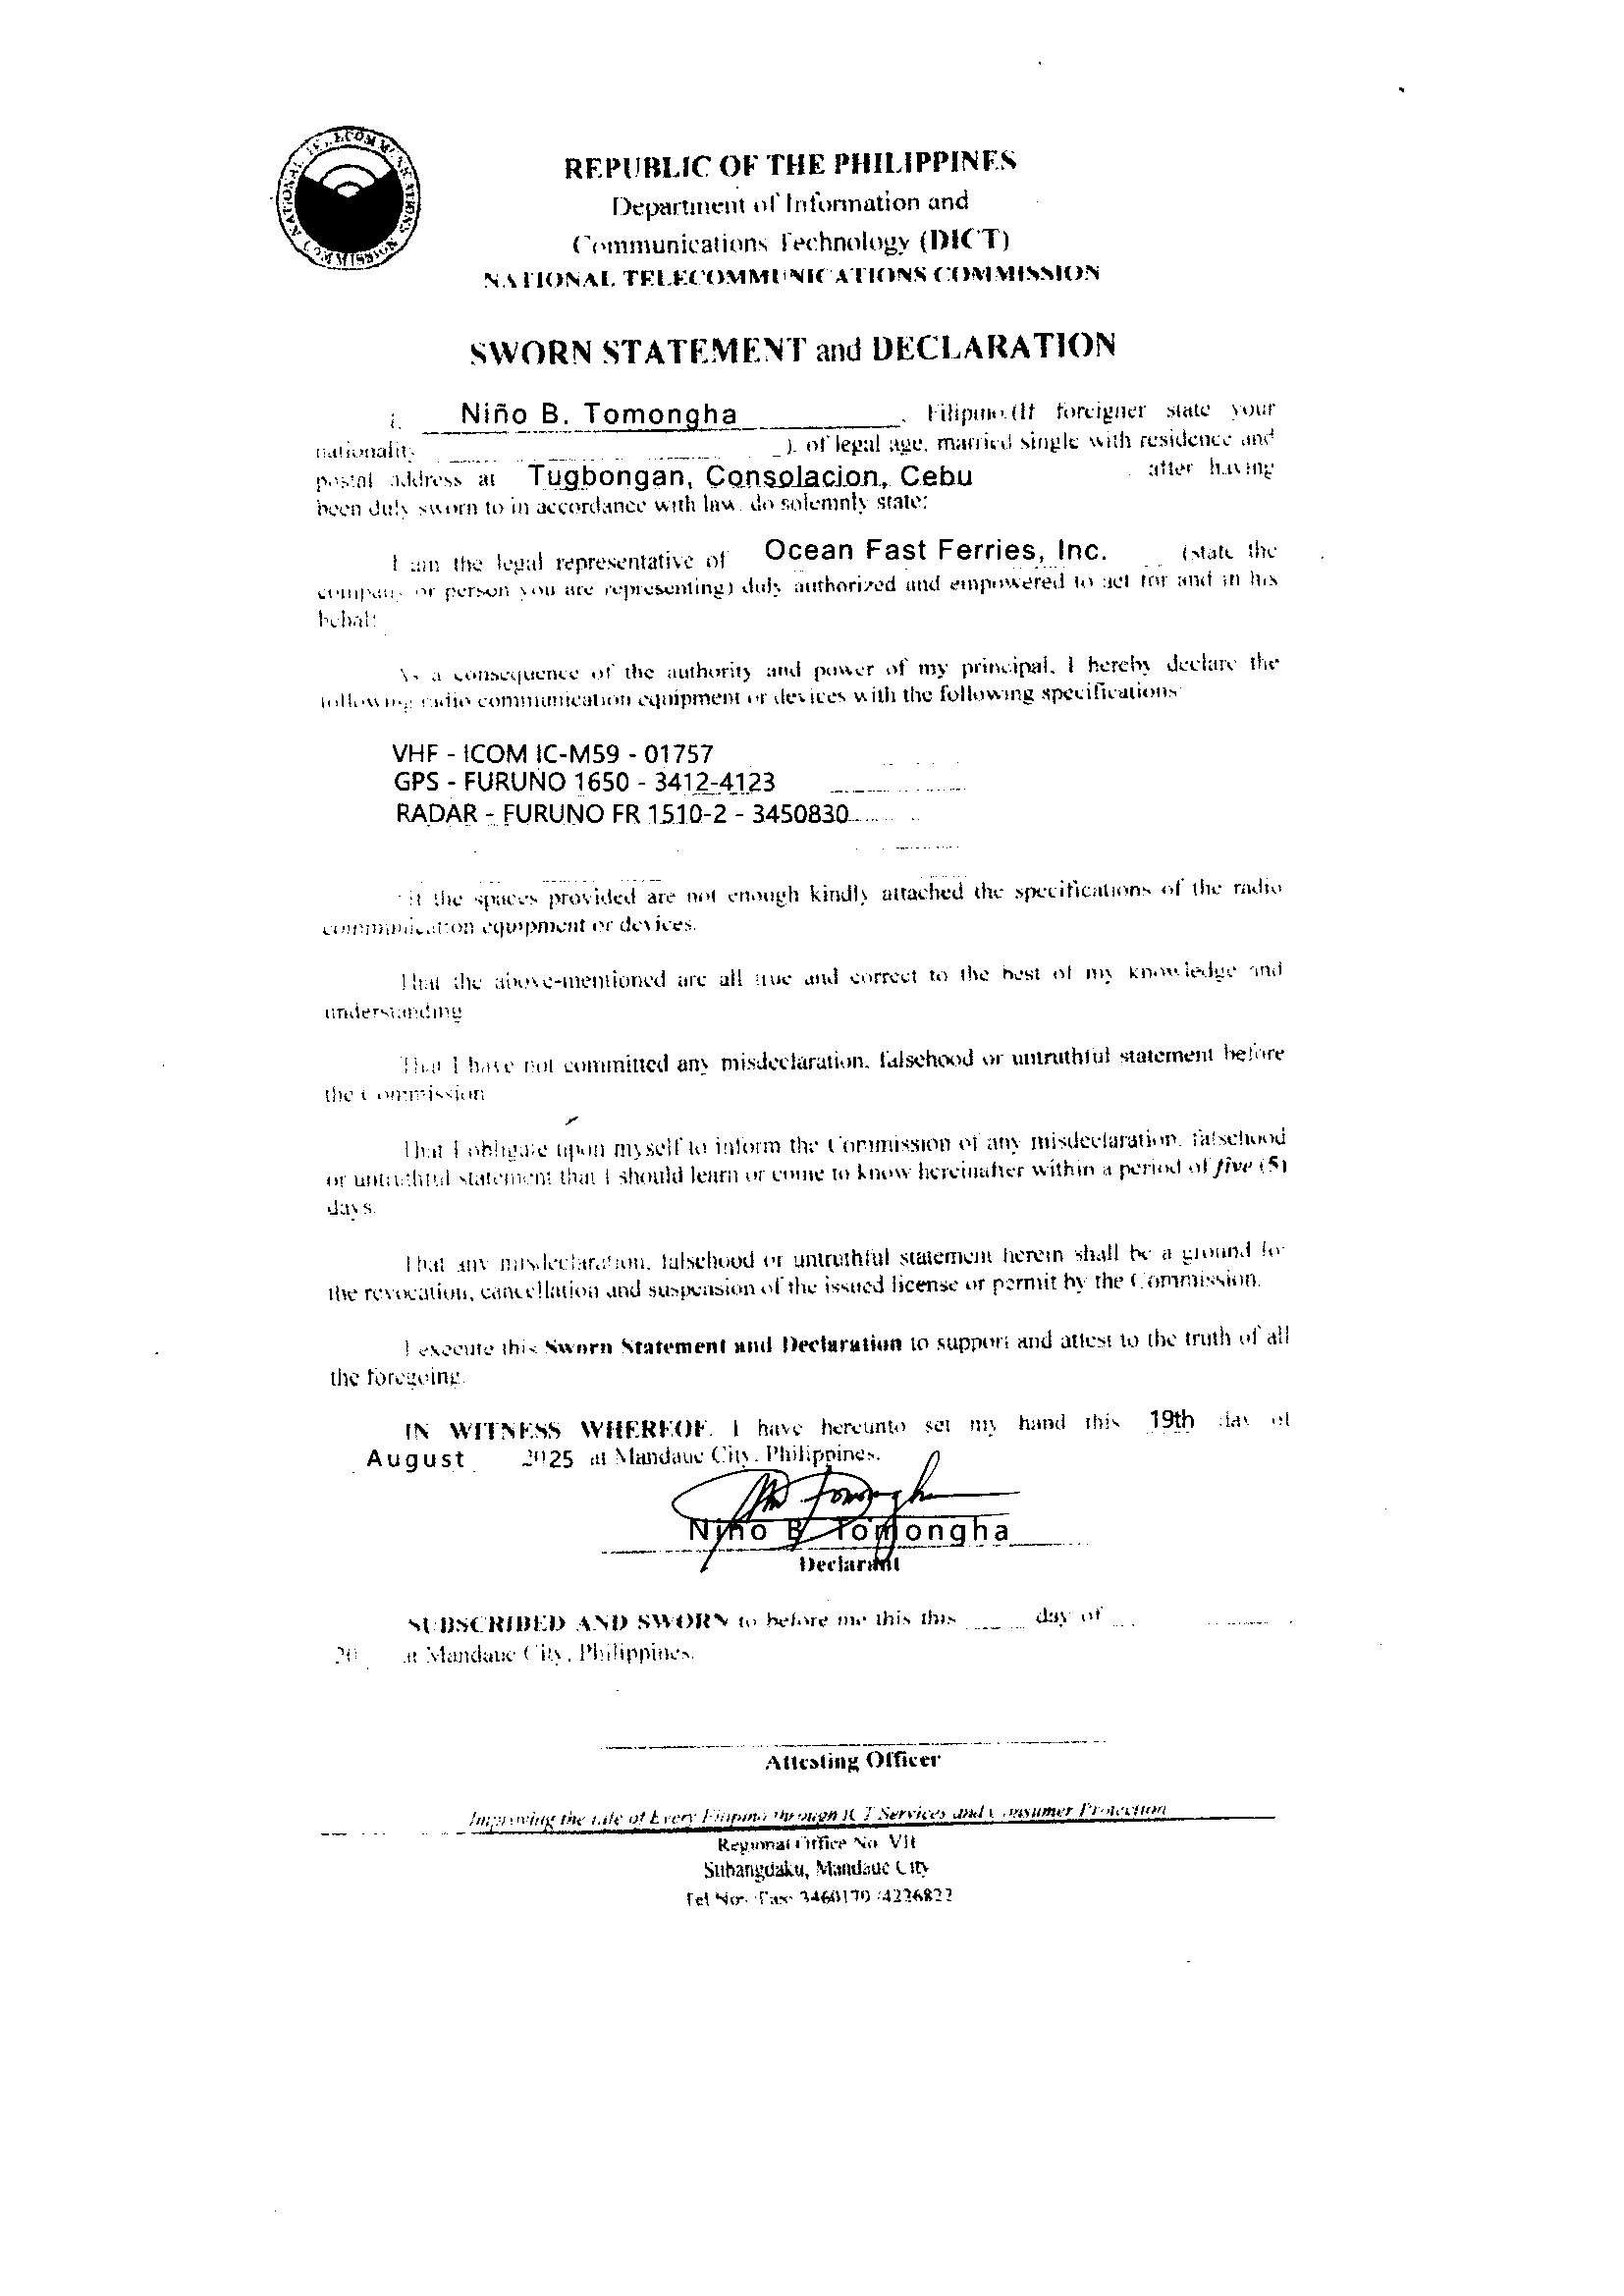 NATIONAL TELECOMMUNICATIONS COMMISSION
REPUBLIC OF THE PHILIPPINES
Department of Information and
Communications Technology (DICT)
NATIONAL TELECOMMUNICATIONS COMMISSION
SWORN STATEMENT and DECLARATION
I, Niño B. Tomongha, Filipino (If foreigner state your
nationality ), of legal age, married single with residence and
postal address at Tugbongan, Consolacion, Cebu after having
been duly sworn to in accordance with law, do solemnly state:
I am the legal representative of Ocean Fast Ferries, Inc. (state the
company or person you are representing) duly authorized and empowered to act for and in his
behalf:
As a consequence of the authority and power of my principal, I hereby declare the
following radio communication equipment or devices with the following specifications
VHF - ICOM IC-M59 - 01757
GPS - FURUNO 1650 - 3412-4123
RADAR - FURUNO FR 1510-2 - 3450830
*if the spaces provided are not enough kindly attached the specifications of the radio
communication equipment or devices.
That the above-mentioned are all true and correct to the best of my knowledge and
understanding
That I have not committed any misdeclaration, falsehood or untruthful statement before
the Commission
That I obligate upon myself to inform the Commission of any misdeclaration, falsehood
or untruthful statement that I should learn or come to know hereinafter within a period of five (5)
days.
That any misdeclaration, falsehood or untruthful statement herein shall be a ground for
the revocation, cancellation and suspension of the issued license or permit by the Commission.
I execute this Sworn Statement and Declaration to support and attest to the truth of all
the foregoing.
IN WITNESS WHEREOF, I have hereunto set my hand this 19th day of
August 2025 at Mandaue City, Philippines.
Niño B Tomongha
Declarant
SUBSCRIBED AND SWORN to before me this this day of
20 at Mandaue City, Philippines.
Attesting Officer
Improving the Life of Every Filipino through ICT Services and Consumer Protection
Regional Office No. VII
Subangdaku, Mandaue City
Tel Nos. Fax: 3460170 /4226822